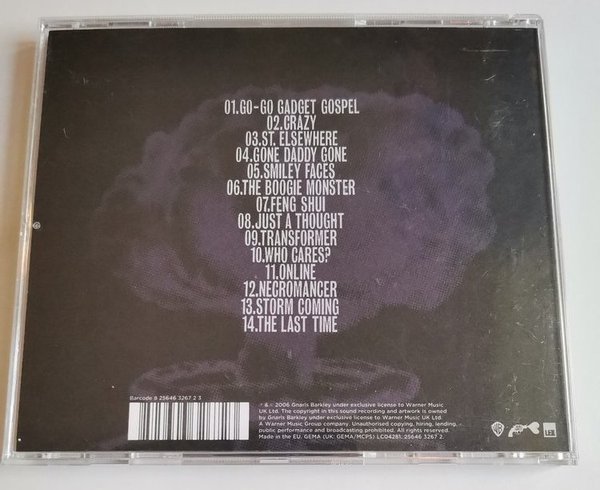 01.GO-GO GADGET GOSPEL
02.CRAZY
03.ST. ELSEWHERE
04.GONE DADDY GONE
05.SMILEY FACES
06.THE BOOGIE MONSTER
07.FENG SHUI
08.JUST A THOUGHT
09.TRANSFORMER
10.WHO CARES?
11.ONLINE
12.NECROMANCER
13.STORM COMING
14.THE LAST TIME
Barcode 8 25646 3267 2 3
& © 2006 Gnarls Barkley under exclusive license to Warner Music
UK Ltd. The copyright in this sound recording and artwork is owned
by Gnarls Barkley under exclusive license to Warner Music UK Ltd.
A Warner Music Group company. Unauthorised copying, hiring, lending,
public performance and broadcasting prohibited. All rights reserved.
Made in the EU. GEMA (UK: GEMA/MCPS) LC04281. 25646 3267 2
LEX